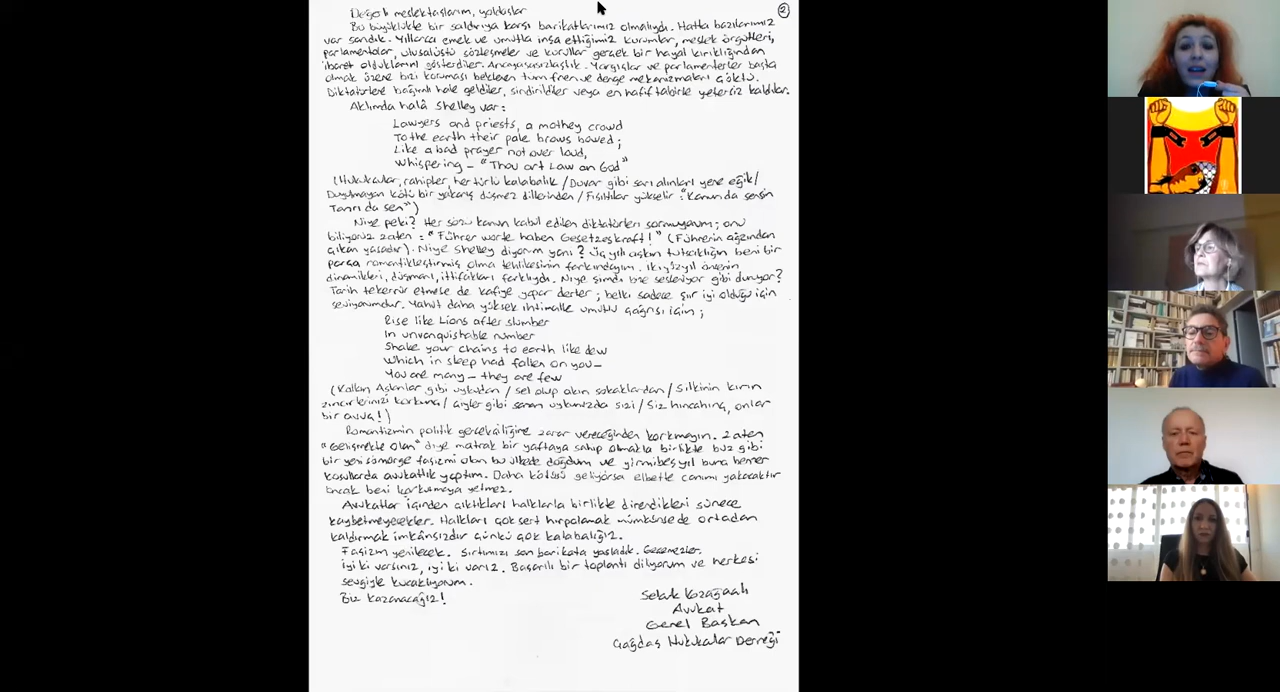 ②
Değerli meslektaşlarım, yoldaşlar
Bu büyüklükte bir saldırıya karşı barikatlarımız olmalıydı. Hatta bazılarımız
var sandık. Yıllarca emek ve umutla inşa ettiğimiz kurumlar, meslek örgütleri,
parlamentolar, ulusalüstü sözleşmeler ve kurullar gerçek bir hayal kırıklığından
ibaret olduklarını gösterdiler. Anayasasızlaştık. Yargıçlar ve parlamenterler başta
olmak üzere bizi koruması beklenen tüm fren ve denge mekanizmaları çöktü.
Diktatörlere bağımlı hale geldiler, sindirildiler veya en hafif tabirle yetersiz kaldılar.
Aklımda halâ Shelley var:
Lawyers and priests, a mothey crowd
To the earth their pale brows bowed;
Like a bad prayer not over loud,
Whispering – "Thou art Law an God"
(Hukukçular, rahipler, her türlü kalabalık / Duvar gibi sarı alınları yere eğik/
Duyulmayan kötü bir yakarış düşmez dillerinden / Fısıltılar yükselir: "Kanun da sensin
Tanrı da sen")
Niye peki? Her sözü kanun kabul edilen diktatörleri sormuyorum; onu
biliyoruz zaten: "Führer worte haben Gesetzeskraft!" (Führerin ağzından
çıkan yasadır). Niye Shelley diyorum yani? Üç yılı aşkın tutsaklığın beni bir
parça romantikleştirmiş olma tehlikesinin farkındayım. İki yüzyıl öncenin
dinamikleri, düşmanı, ittifakları farklıydı. Niye şimdi bize sesleniyor gibi duruyor?
Tarih tekerrür etmese de kafiye yapar derler; belki sadece şiir iyi olduğu için
seviyorumdur. Yahut daha yüksek ihtimalle umutlu çağrısı için;
Rise like Lions after slumber
In unvanquishable number
Shake your chains to earth like dew
Which in sleep had fallen on you–
You are many – they are few
(Kalkın Aslanlar gibi uykudan / sel olup akın sokaklardan / Silkinin kırın
zincirlerinizi korkunç / çiyler gibi saran uykunuzda sizi / Siz hıncahınç, onlar
bir avuç!)
Romantizmin politik gerçekçiliğine zarar vereceğinden korkmayın. Zaten
"Gelişmekte olan" diye matrak bir yaftaya sahip olmakla birlikte buz gibi
bir yeni sömürge faşizmi olan bu ülkede doğdum ve yirmibeş yıl buna benzer
koşullarda avukatlık yaptım. Daha kötüsü geliyorsa elbette canımı yakacaktır
ancak beni korkutmaya yetmez.
Avukatlar içinden çıktıkları halklarla birlikte direndikleri sürece
kaybetmeyecekler. Halkları çok sert hırpalamak mümkünse de ortadan
kaldırmak imkânsızdır çünkü çok kalabalığız.
Faşizm yenilecek. Sırtımızı son barikata yasladık. Geçemezler.
İyi ki varsınız, iyi ki varız. Başarılı bir toplantı diliyorum ve herkesi
sevgiyle kucaklıyorum.
Biz kazanacağız!
Selçuk Kozağaçlı
Avukat
Genel Başkan
Çağdaş Hukukçular Derneği